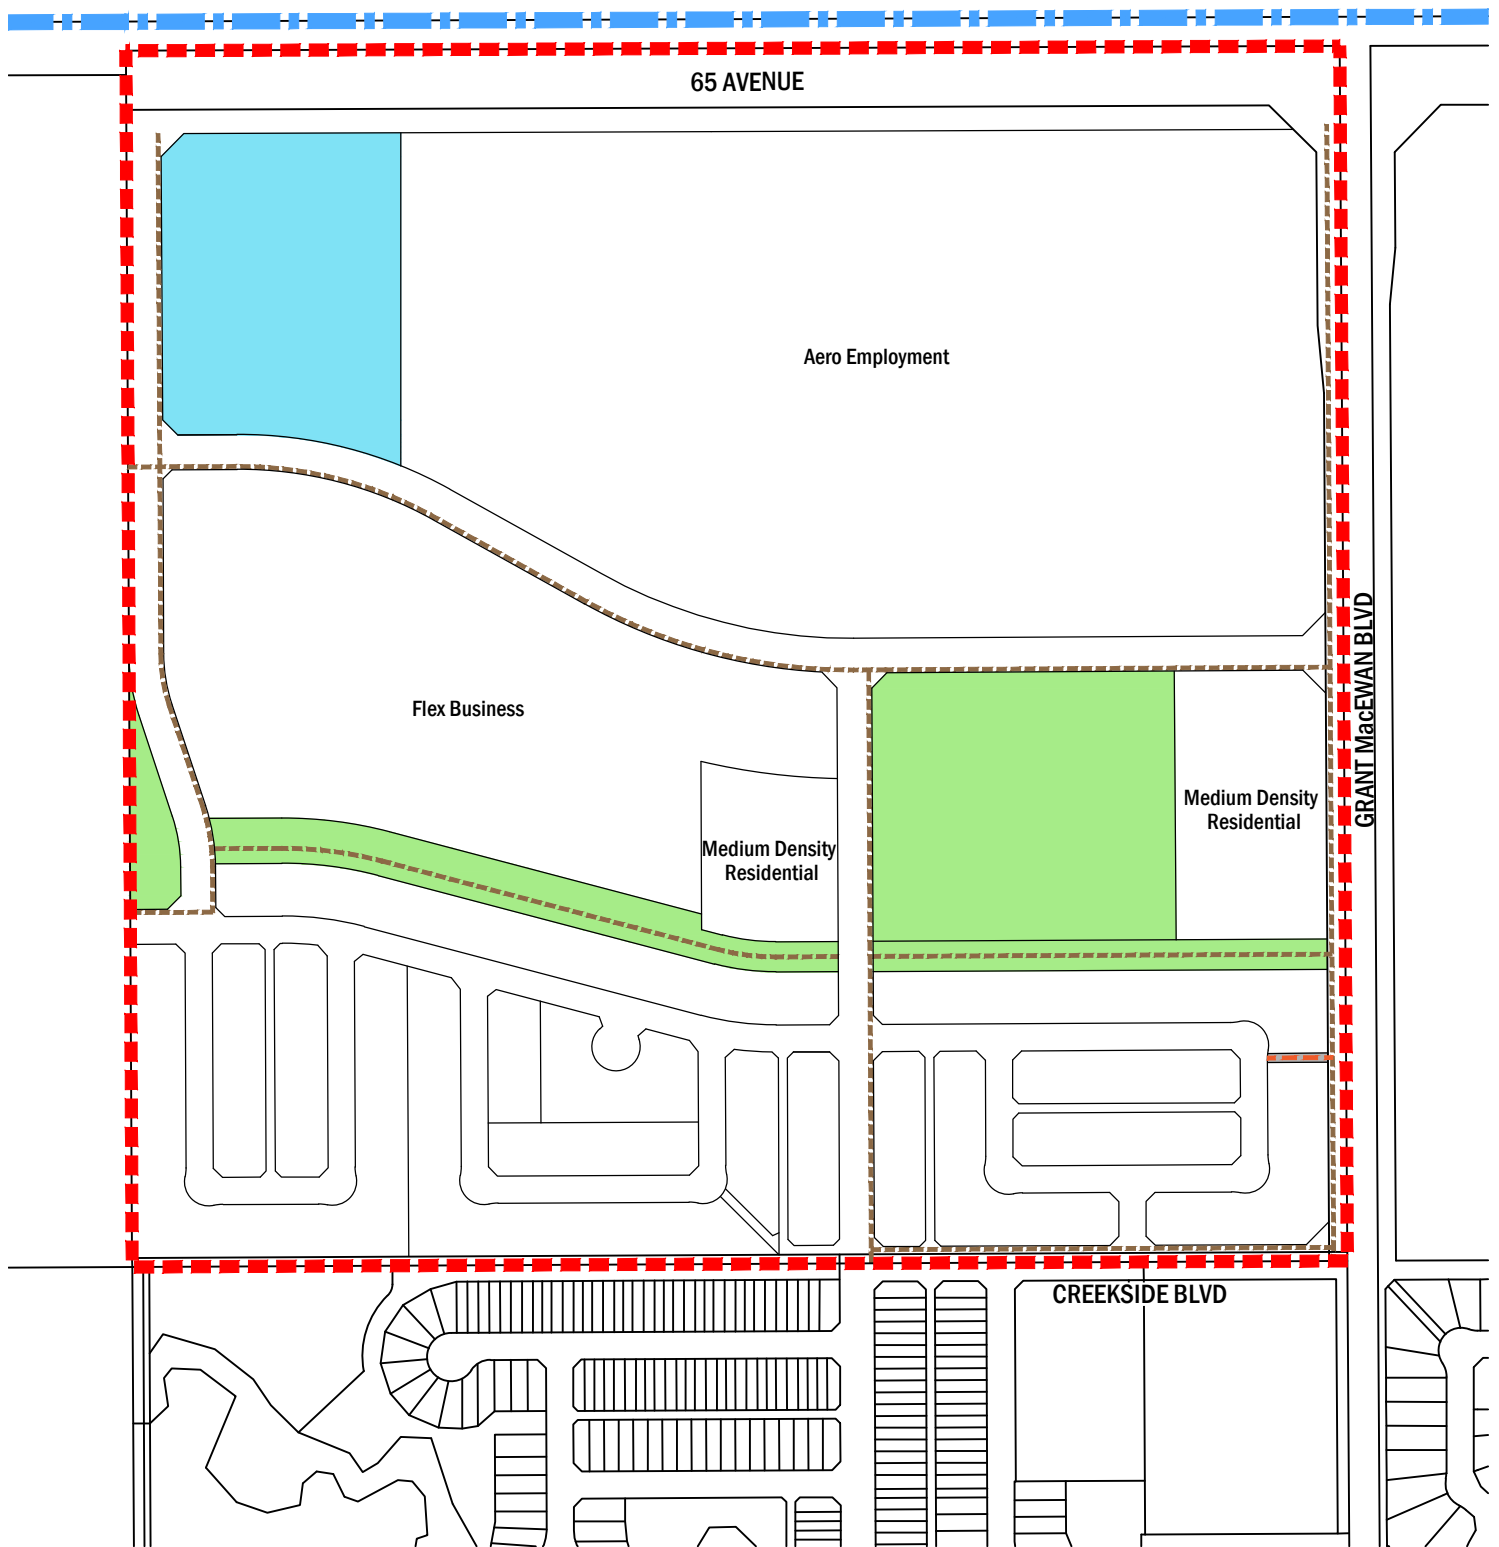 65 AVENUE
Aero Employment
GRANT MacEWAN BLVD
Flex Business
Medium Density
Residential
Medium Density
Residential
CREEKSIDE BLVD